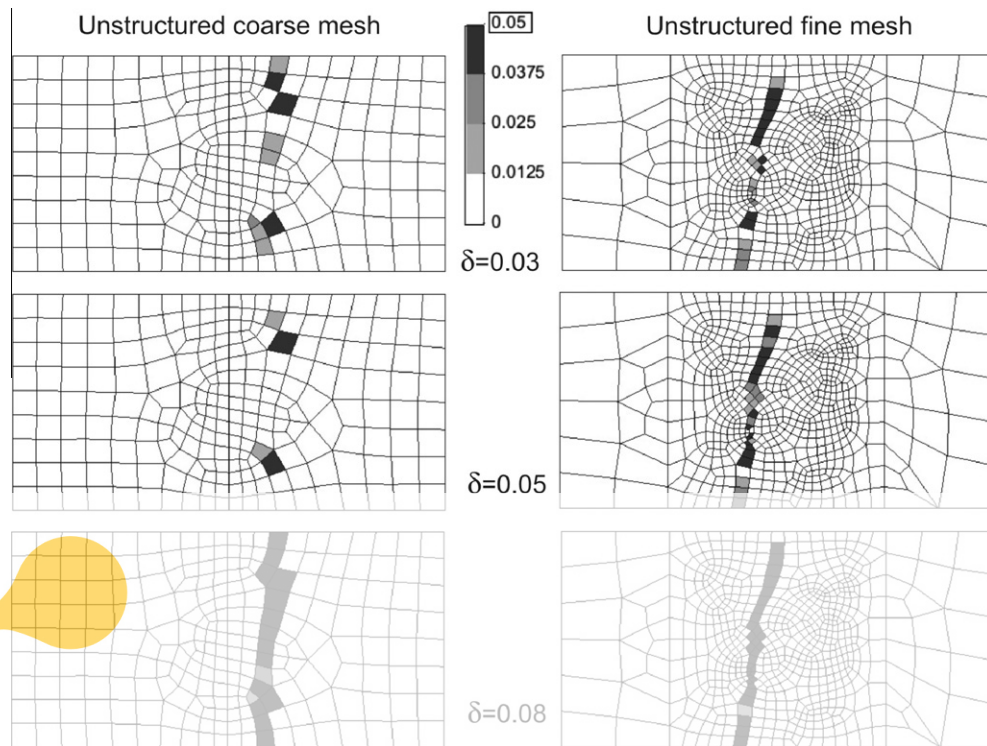 Unstructured coarse mesh
Unstructured fine mesh
0.05
0.0375
0.025
0.0125
0
δ=0.03
δ=0.05
δ=0.08